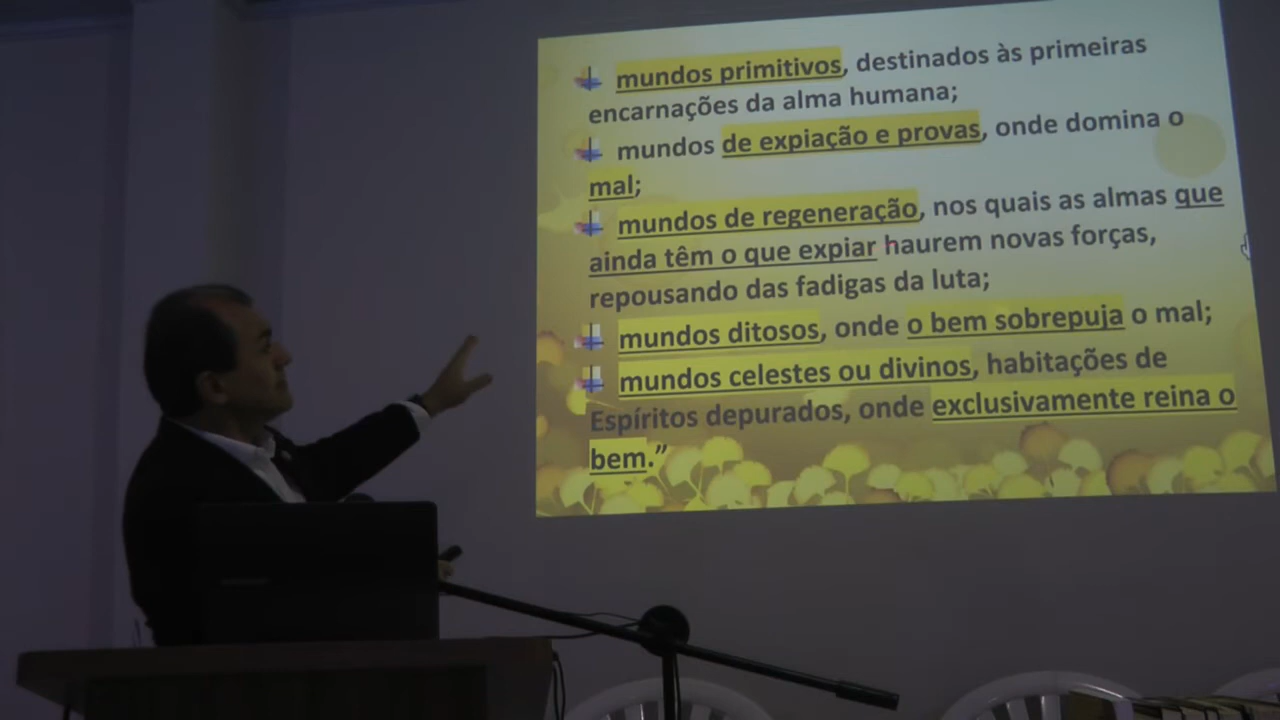 mundos primitivos, destinados às primeiras
encarnações da alma humana;
mundos de expiação e provas, onde domina o
mal;
mundos de regeneração, nos quais as almas que
ainda têm o que expiar haurem novas forças,
repousando das fadigas da luta;
mundos ditosos, onde o bem sobrepuja o mal;
mundos celestes ou divinos, habitações de
Espíritos depurados, onde exclusivamente reina o
bem.”